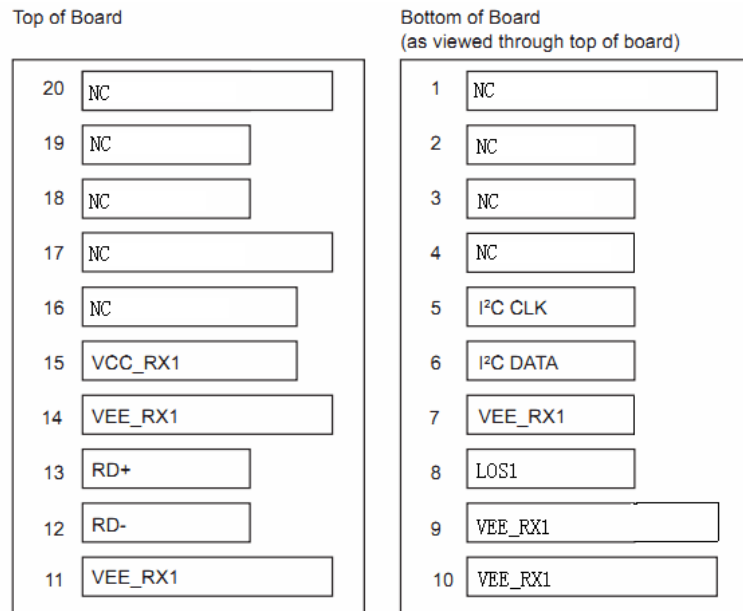 Top of Board
20 NC
19 NC
18 NC
17 NC
16 NC
15 VCC_RX1
14 VEE_RX1
13 RD+
12 RD-
11 VEE_RX1
Bottom of Board
(as viewed through top of board)
1 NC
2 NC
3 NC
4 NC
5 I²C CLK
6 I²C DATA
7 VEE_RX1
8 LOS1
9 VEE_RX1
10 VEE_RX1